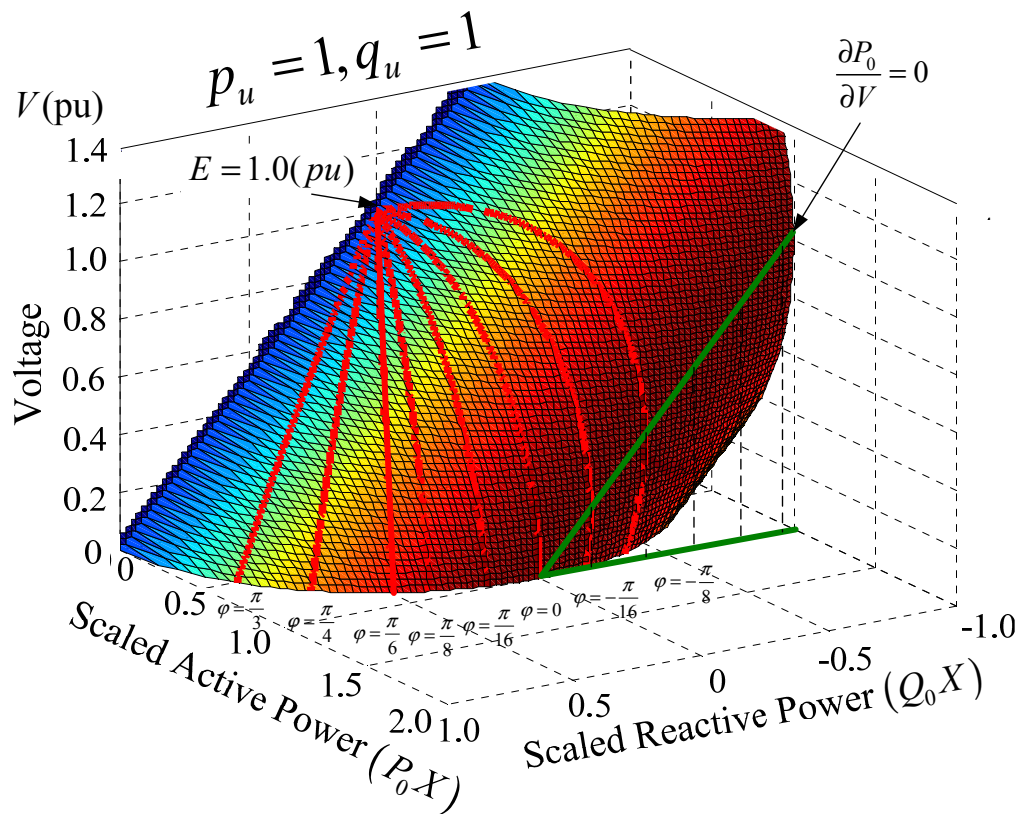 p_u = 1, q_u = 1
∂P_0/∂V = 0
V(pu)
E = 1.0(pu)
1.4
1.2
1.0
0.8
0.6
0.4
0.2
0
Voltage
0
0.5
1.0
1.5
2.0
Scaled Active Power (P_0X)
φ=π/3
φ=π/4
φ=π/6
φ=π/8
φ=π/16
φ=0
φ=-π/16
φ=-π/8
1.0
0.5
0
-0.5
-1.0
Scaled Reactive Power (Q_0X)